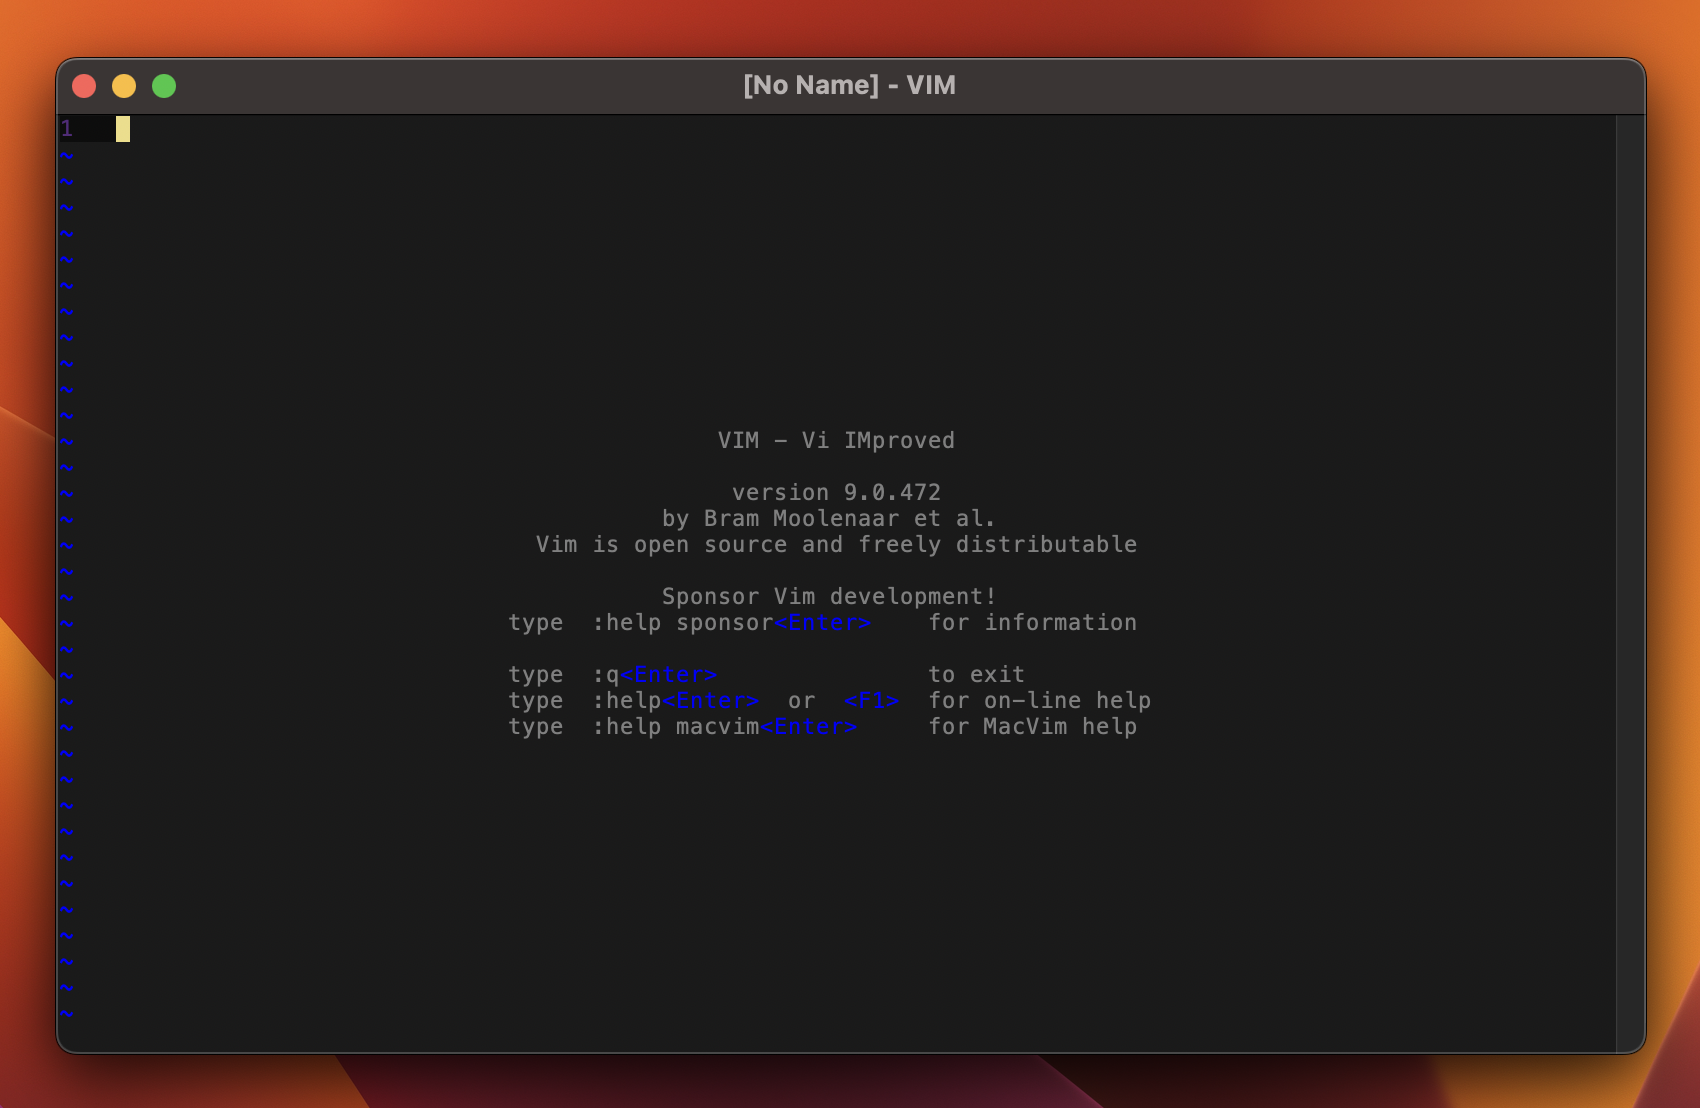 [No Name] - VIM
1
~
~
~
~
~
~
~
~
~
~
~
~ VIM - Vi IMproved
~
~ version 9.0.472
~ by Bram Moolenaar et al.
~ Vim is open source and freely distributable
~
~ Sponsor Vim development!
~ type :help sponsor<Enter> for information
~
~ type :q<Enter> to exit
~ type :help<Enter> or <F1> for on-line help
~ type :help macvim<Enter> for MacVim help
~
~
~
~
~
~
~
~
~
~
~